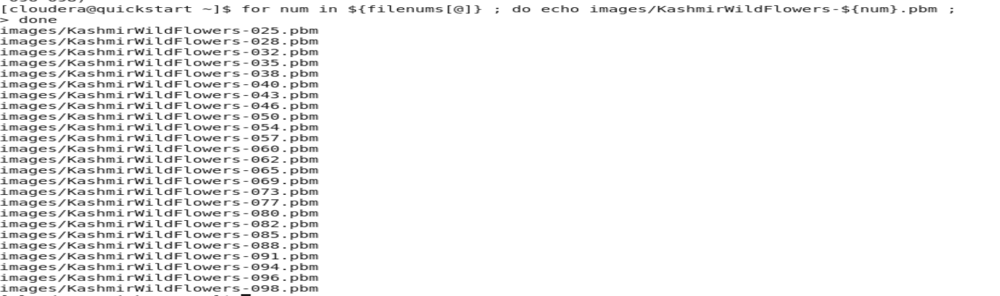 [cloudera@quickstart ~]$ for num in ${filenums[@]} ; do echo images/KashmirWildFlowers-${num}.pbm ;
> done
images/KashmirWildFlowers-025.pbm
images/KashmirWildFlowers-028.pbm
images/KashmirWildFlowers-032.pbm
images/KashmirWildFlowers-035.pbm
images/KashmirWildFlowers-038.pbm
images/KashmirWildFlowers-040.pbm
images/KashmirWildFlowers-043.pbm
images/KashmirWildFlowers-046.pbm
images/KashmirWildFlowers-050.pbm
images/KashmirWildFlowers-054.pbm
images/KashmirWildFlowers-057.pbm
images/KashmirWildFlowers-060.pbm
images/KashmirWildFlowers-062.pbm
images/KashmirWildFlowers-065.pbm
images/KashmirWildFlowers-069.pbm
images/KashmirWildFlowers-073.pbm
images/KashmirWildFlowers-077.pbm
images/KashmirWildFlowers-080.pbm
images/KashmirWildFlowers-082.pbm
images/KashmirWildFlowers-085.pbm
images/KashmirWildFlowers-088.pbm
images/KashmirWildFlowers-091.pbm
images/KashmirWildFlowers-094.pbm
images/KashmirWildFlowers-096.pbm
images/KashmirWildFlowers-098.pbm